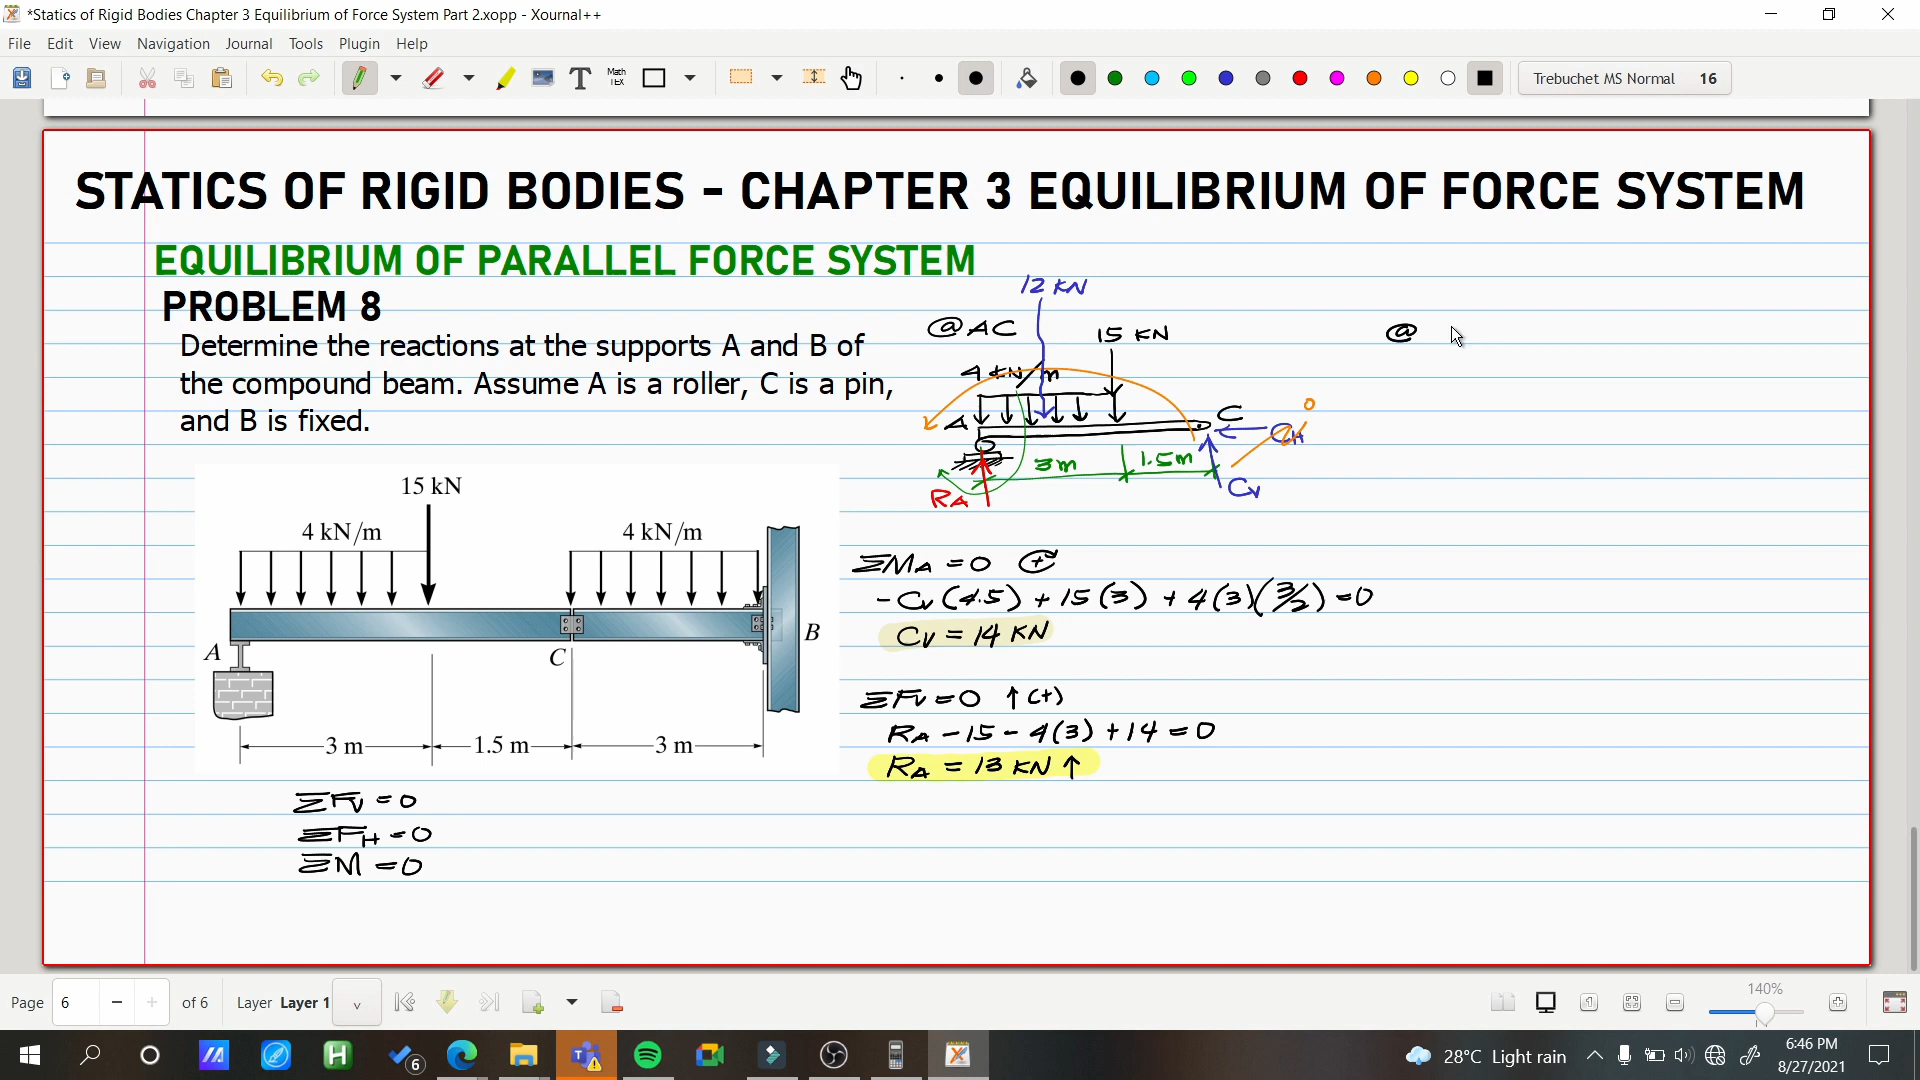 *Statics of Rigid Bodies Chapter 3 Equilibrium of Force System Part 2.xopp - Xournal++
File Edit View Navigation Journal Tools Plugin Help
Math TEX
Trebuchet MS Normal 16
STATICS OF RIGID BODIES - CHAPTER 3 EQUILIBRIUM OF FORCE SYSTEM
EQUILIBRIUM OF PARALLEL FORCE SYSTEM
PROBLEM 8
Determine the reactions at the supports A and B of
the compound beam. Assume A is a roller, C is a pin,
and B is fixed.
15 kN
4 kN/m 4 kN/m
A C B
3 m 1.5 m 3 m
ΣFV = 0
ΣFH = 0
ΣM = 0
12 KN
@AC 15 KN
4 KN/m
A C CH 0
3m 1.5m
RA CV
@
ΣMA = 0 (+)
-CV(4.5) + 15(3) + 4(3)(3/2) = 0
CV = 14 KN
ΣFV = 0 ↑(+)
RA - 15 - 4(3) + 14 = 0
RA = 13 KN ↑
Page 6 of 6 Layer Layer 1
140%
6
28°C Light rain
6:46 PM
8/27/2021